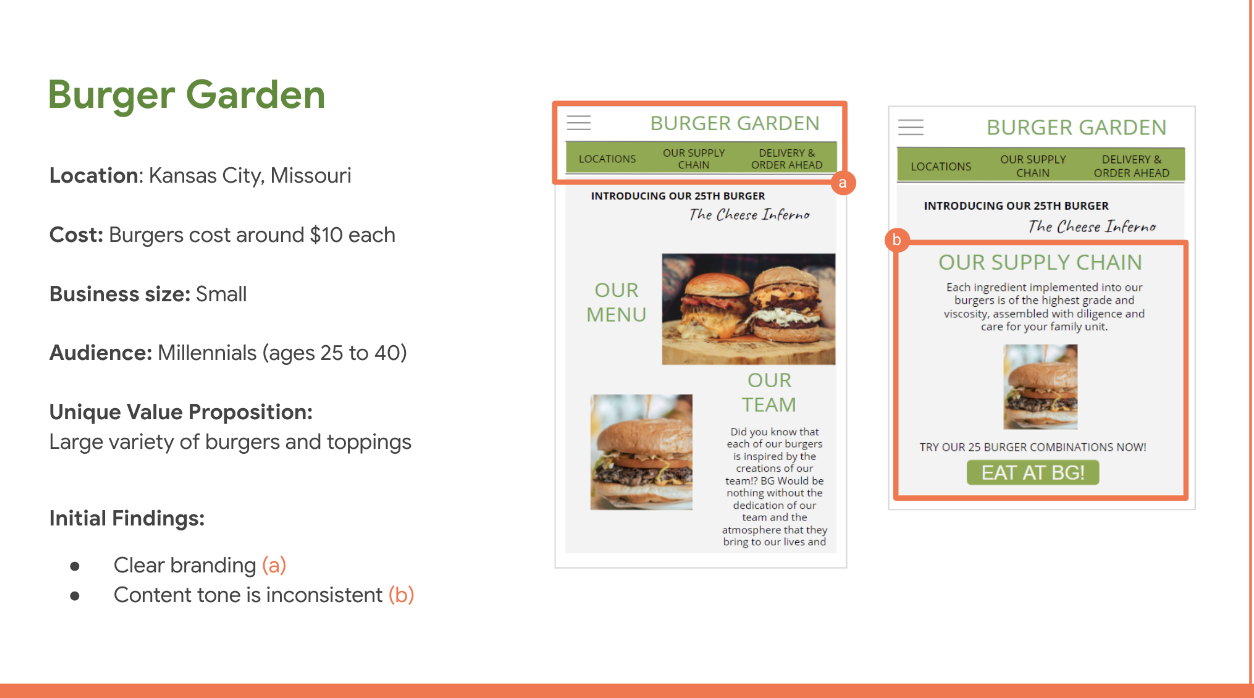 Burger Garden
Location: Kansas City, Missouri
Cost: Burgers cost around $10 each
Business size: Small
Audience: Millennials (ages 25 to 40)
Unique Value Proposition:
Large variety of burgers and toppings
Initial Findings:
● Clear branding (a)
● Content tone is inconsistent (b)
BURGER GARDEN
LOCATIONS
OUR SUPPLY
CHAIN
DELIVERY &
ORDER AHEAD
a
INTRODUCING OUR 25TH BURGER
The Cheese Inferno
OUR
MENU
OUR
TEAM
Did you know that
each of our burgers
is inspired by the
creations of our
team!? BG Would be
nothing without the
dedication of our
team and the
atmosphere that they
bring to our lives and
BURGER GARDEN
LOCATIONS
OUR SUPPLY
CHAIN
DELIVERY &
ORDER AHEAD
INTRODUCING OUR 25TH BURGER
The Cheese Inferno
b
OUR SUPPLY CHAIN
Each ingredient implemented into our
burgers is of the highest grade and
viscosity, assembled with diligence and
care for your family unit.
TRY OUR 25 BURGER COMBINATIONS NOW!
EAT AT BG!